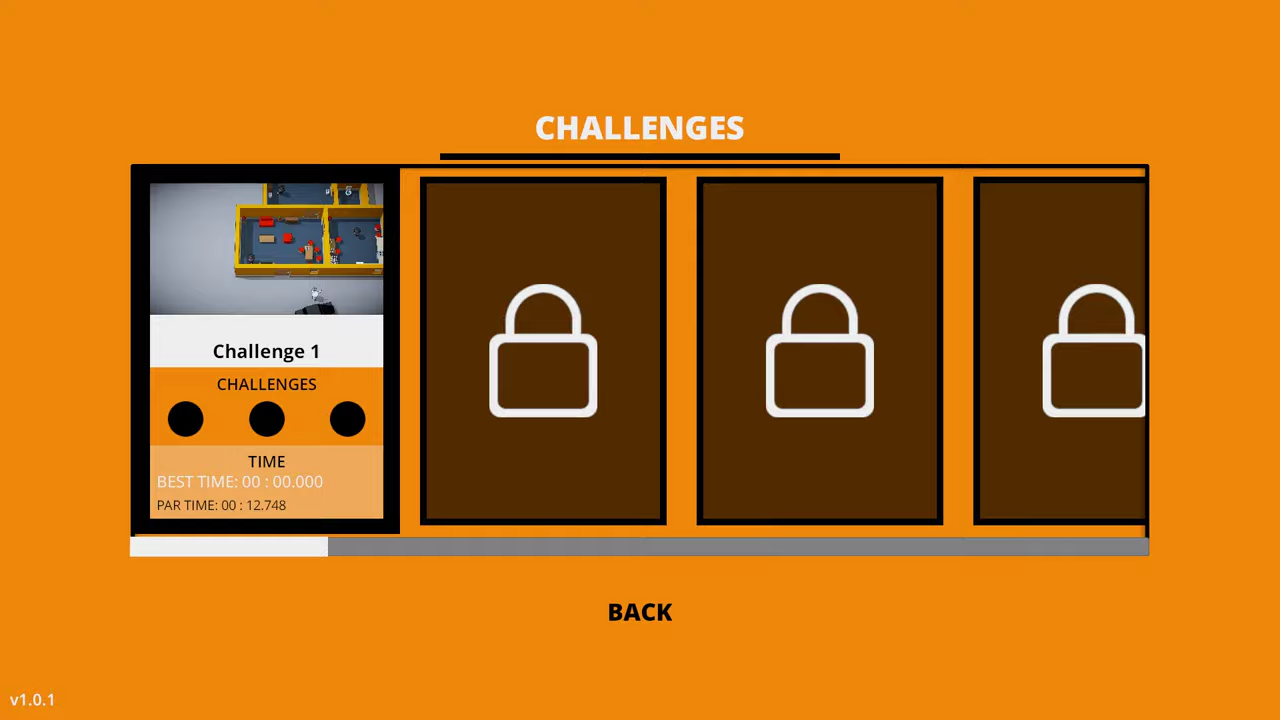 CHALLENGES
Challenge 1
CHALLENGES
TIME
BEST TIME: 00 : 00.000
PAR TIME: 00 : 12.748
BACK
v1.0.1